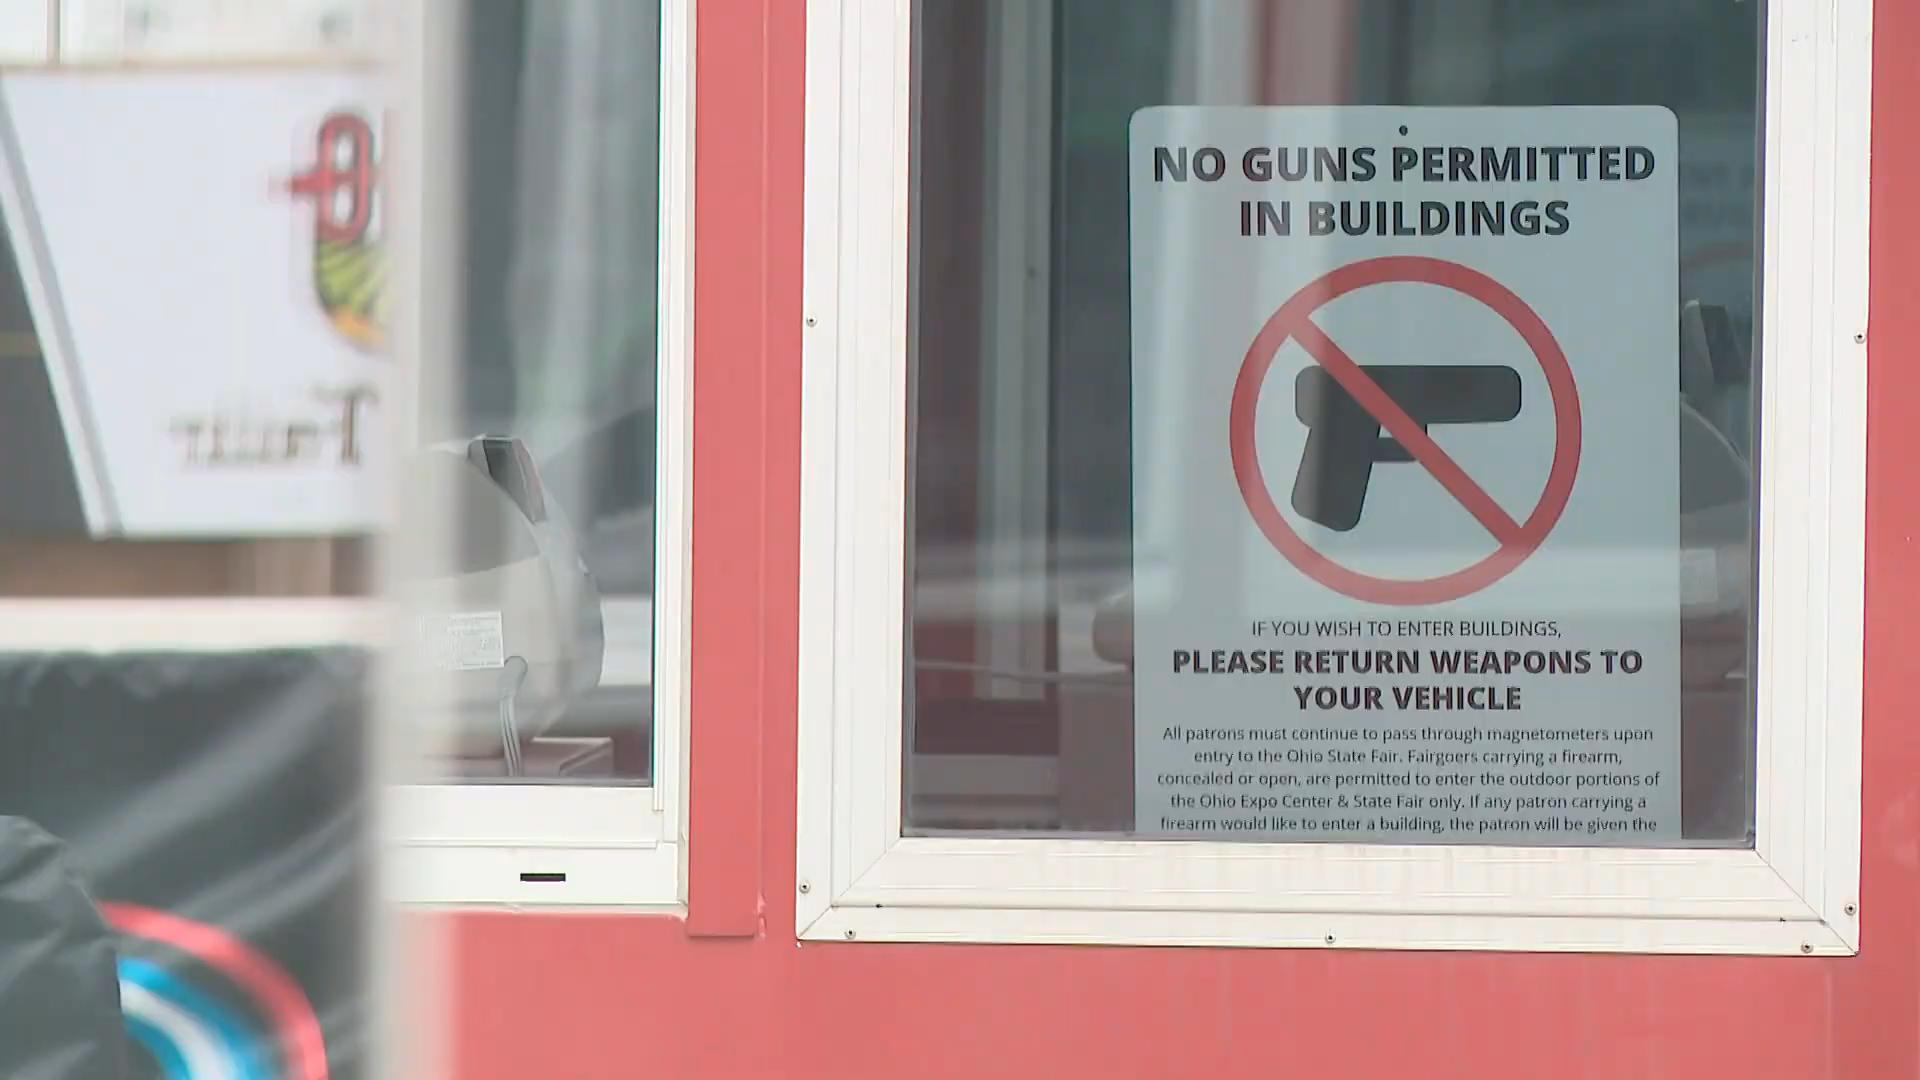 NO GUNS PERMITTED
IN BUILDINGS
IF YOU WISH TO ENTER BUILDINGS,
PLEASE RETURN WEAPONS TO
YOUR VEHICLE
All patrons must continue to pass through magnetometers upon
entry to the Ohio State Fair. Fairgoers carrying a firearm,
concealed or open, are permitted to enter the outdoor portions of
the Ohio Expo Center & State Fair only. If any patron carrying a
firearm would like to enter a building, the patron will be given the